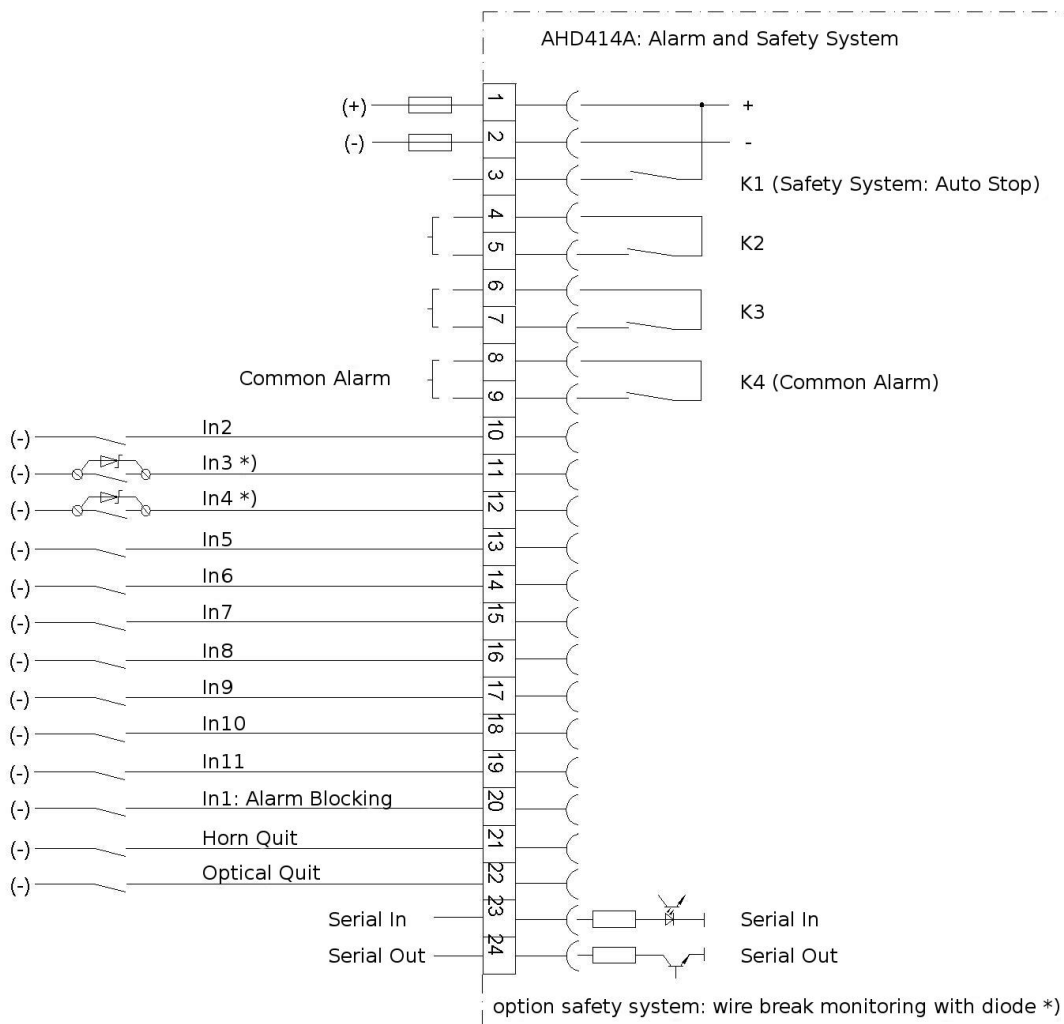 AHD414A: Alarm and Safety System
(+) 1 +
(-) 2 -
3 K1 (Safety System: Auto Stop)
4
5 K2
6
7 K3
8
Common Alarm K4 (Common Alarm)
9
(-) In2 10
(-) In3 *) 11
(-) In4 *) 12
(-) In5 13
(-) In6 14
(-) In7 15
(-) In8 16
(-) In9 17
(-) In10 18
(-) In11 19
(-) In1: Alarm Blocking 20
(-) Horn Quit 21
(-) Optical Quit 22
Serial In 23 Serial In
Serial Out 24 Serial Out
option safety system: wire break monitoring with diode *)